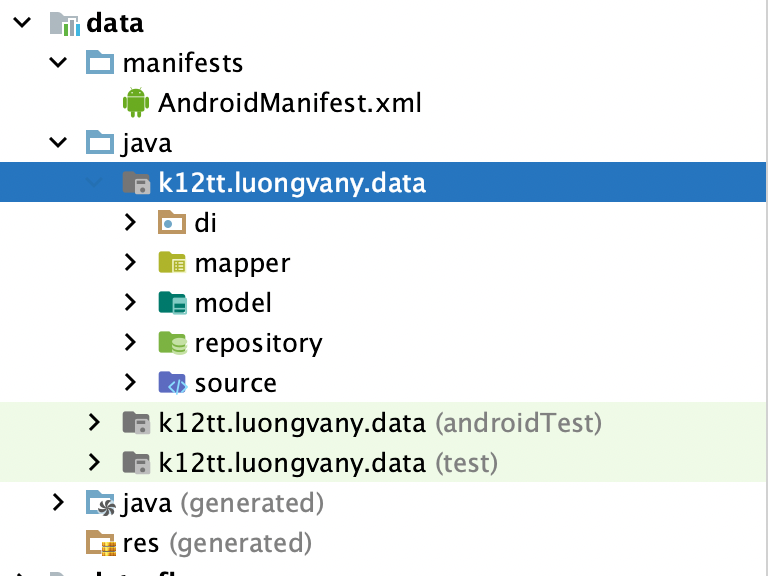 data
manifests
AndroidManifest.xml
java
k12tt.luongvany.data
di
mapper
model
repository
source
k12tt.luongvany.data (androidTest)
k12tt.luongvany.data (test)
java (generated)
res (generated)